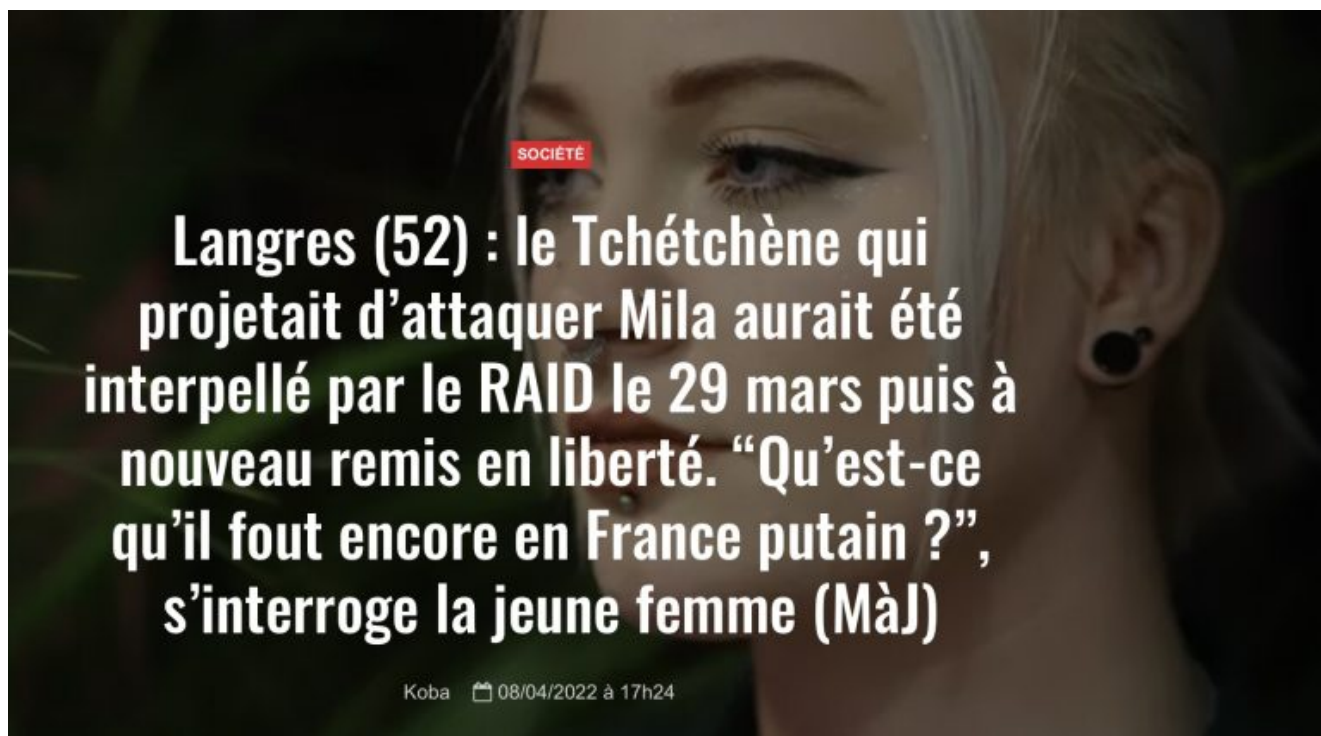 SOCIÉTÉ
Langres (52) : le Tchétchène qui
projetait d’attaquer Mila aurait été
interpellé par le RAID le 29 mars puis à
nouveau remis en liberté. “Qu’est-ce
qu’il fout encore en France putain ?”,
s’interroge la jeune femme (MàJ)
Koba 08/04/2022 à 17h24